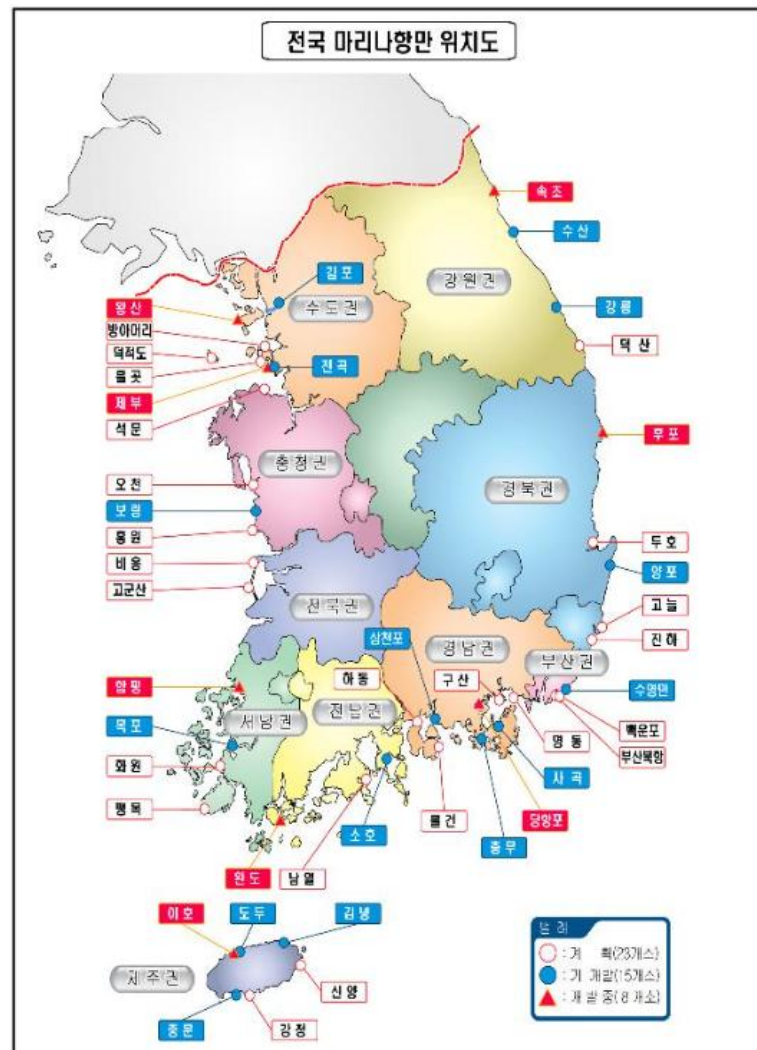 전국 마리나항만 위치도
속초
수산
김포
강원권
왕산
수도권
강릉
방아머리
덕적도
덕산
전곡
제부
석문
후포
충청권
오천
경북권
보령
홍원
두호
비응
양포
고군산
전북권
고늘
삼천포
경남권
진하
부산권
하동
구산
함평
수영만
전남권
서남권
목포
백운포
명동
부산북항
화원
사곡
물건
당항포
팽목
소호
충무
완도
남열
이호
도두
김녕
범례
○ : 계 획(23개소)
● : 기 개발(15개소)
제주권
신양
▲ : 개발중(8개소)
중문
강정